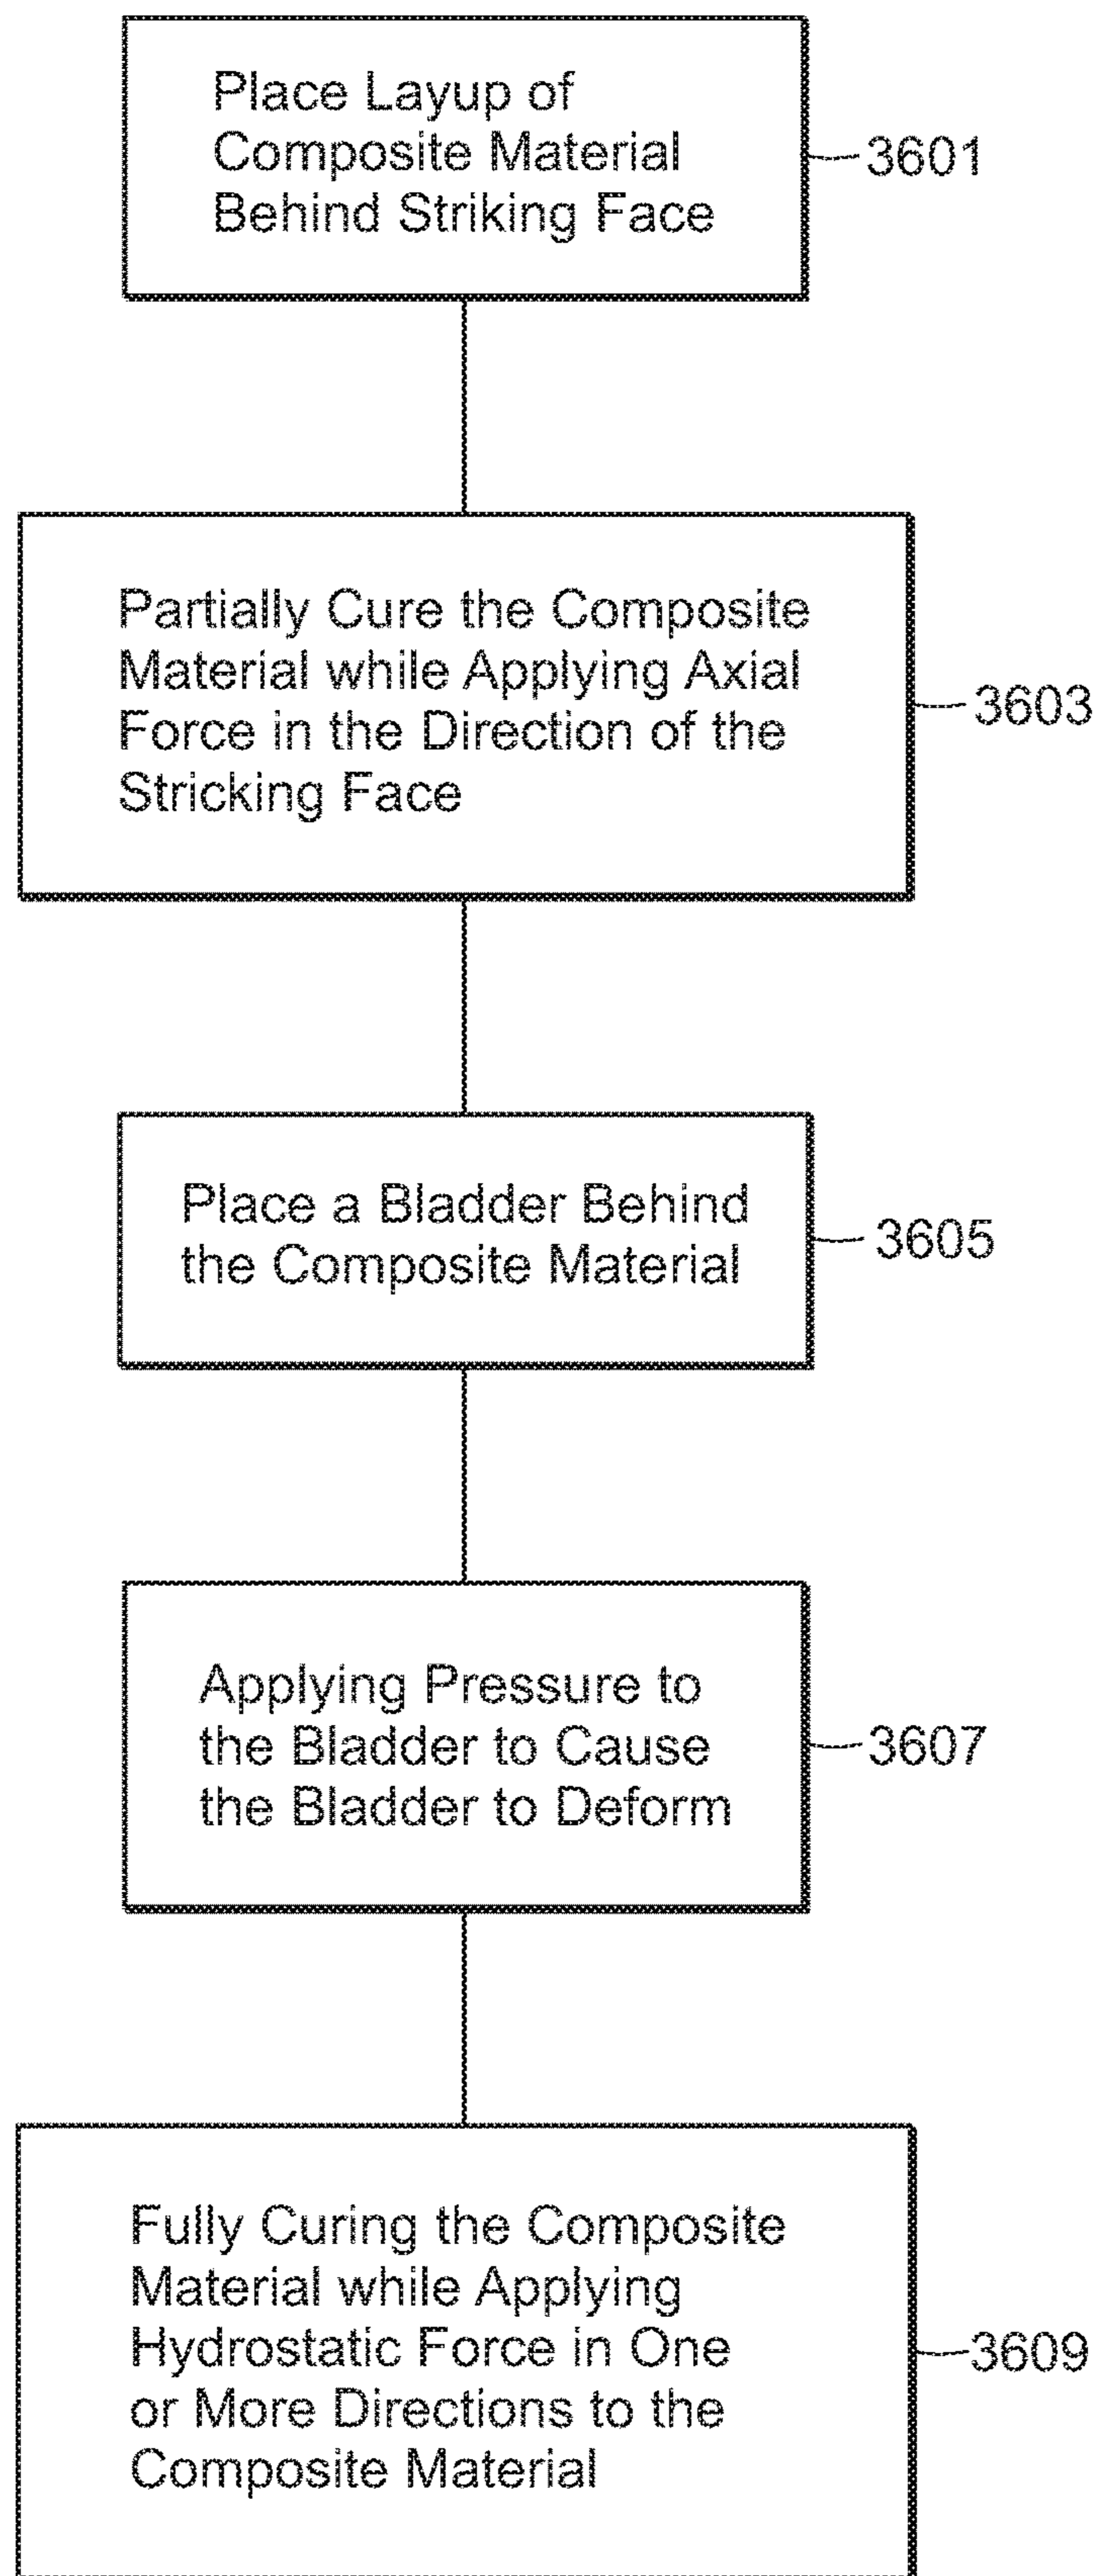 Place Layup of
Composite Material
Behind Striking Face
3601
Partially Cure the Composite
Material while Applying Axial
Force in the Direction of the
Stricking Face
3603
Place a Bladder Behind
the Composite Material
3605
Applying Pressure to
the Bladder to Cause
the Bladder to Deform
3607
Fully Curing the Composite
Material while Applying
Hydrostatic Force in One
or More Directions to the
Composite Material
3609